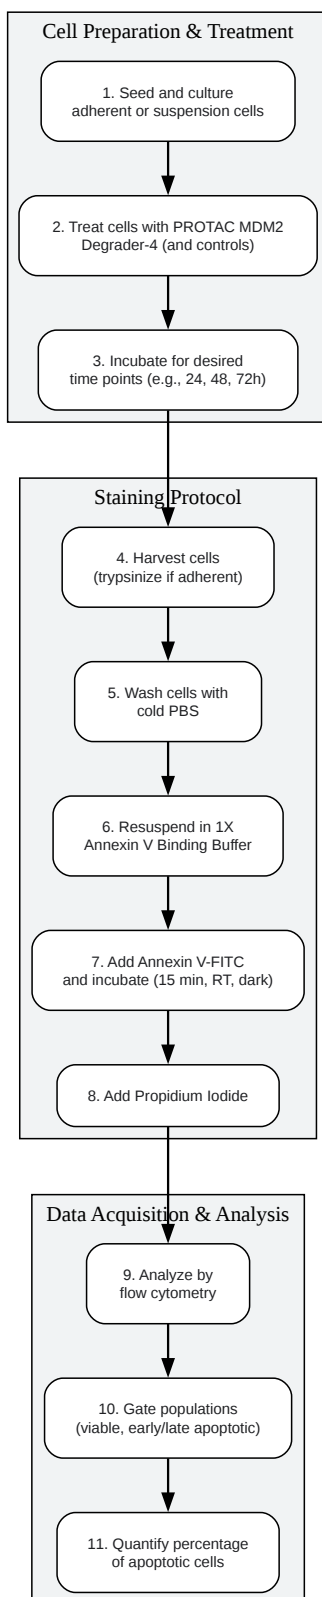 Cell Preparation & Treatment
1. Seed and culture
adherent or suspension cells
2. Treat cells with PROTAC MDM2
Degrader-4 (and controls)
3. Incubate for desired
time points (e.g., 24, 48, 72h)
Staining Protocol
4. Harvest cells
(trypsinize if adherent)
5. Wash cells with
cold PBS
6. Resuspend in 1X
Annexin V Binding Buffer
7. Add Annexin V-FITC
and incubate (15 min, RT, dark)
8. Add Propidium Iodide
Data Acquisition & Analysis
9. Analyze by
flow cytometry
10. Gate populations
(viable, early/late apoptotic)
11. Quantify percentage
of apoptotic cells